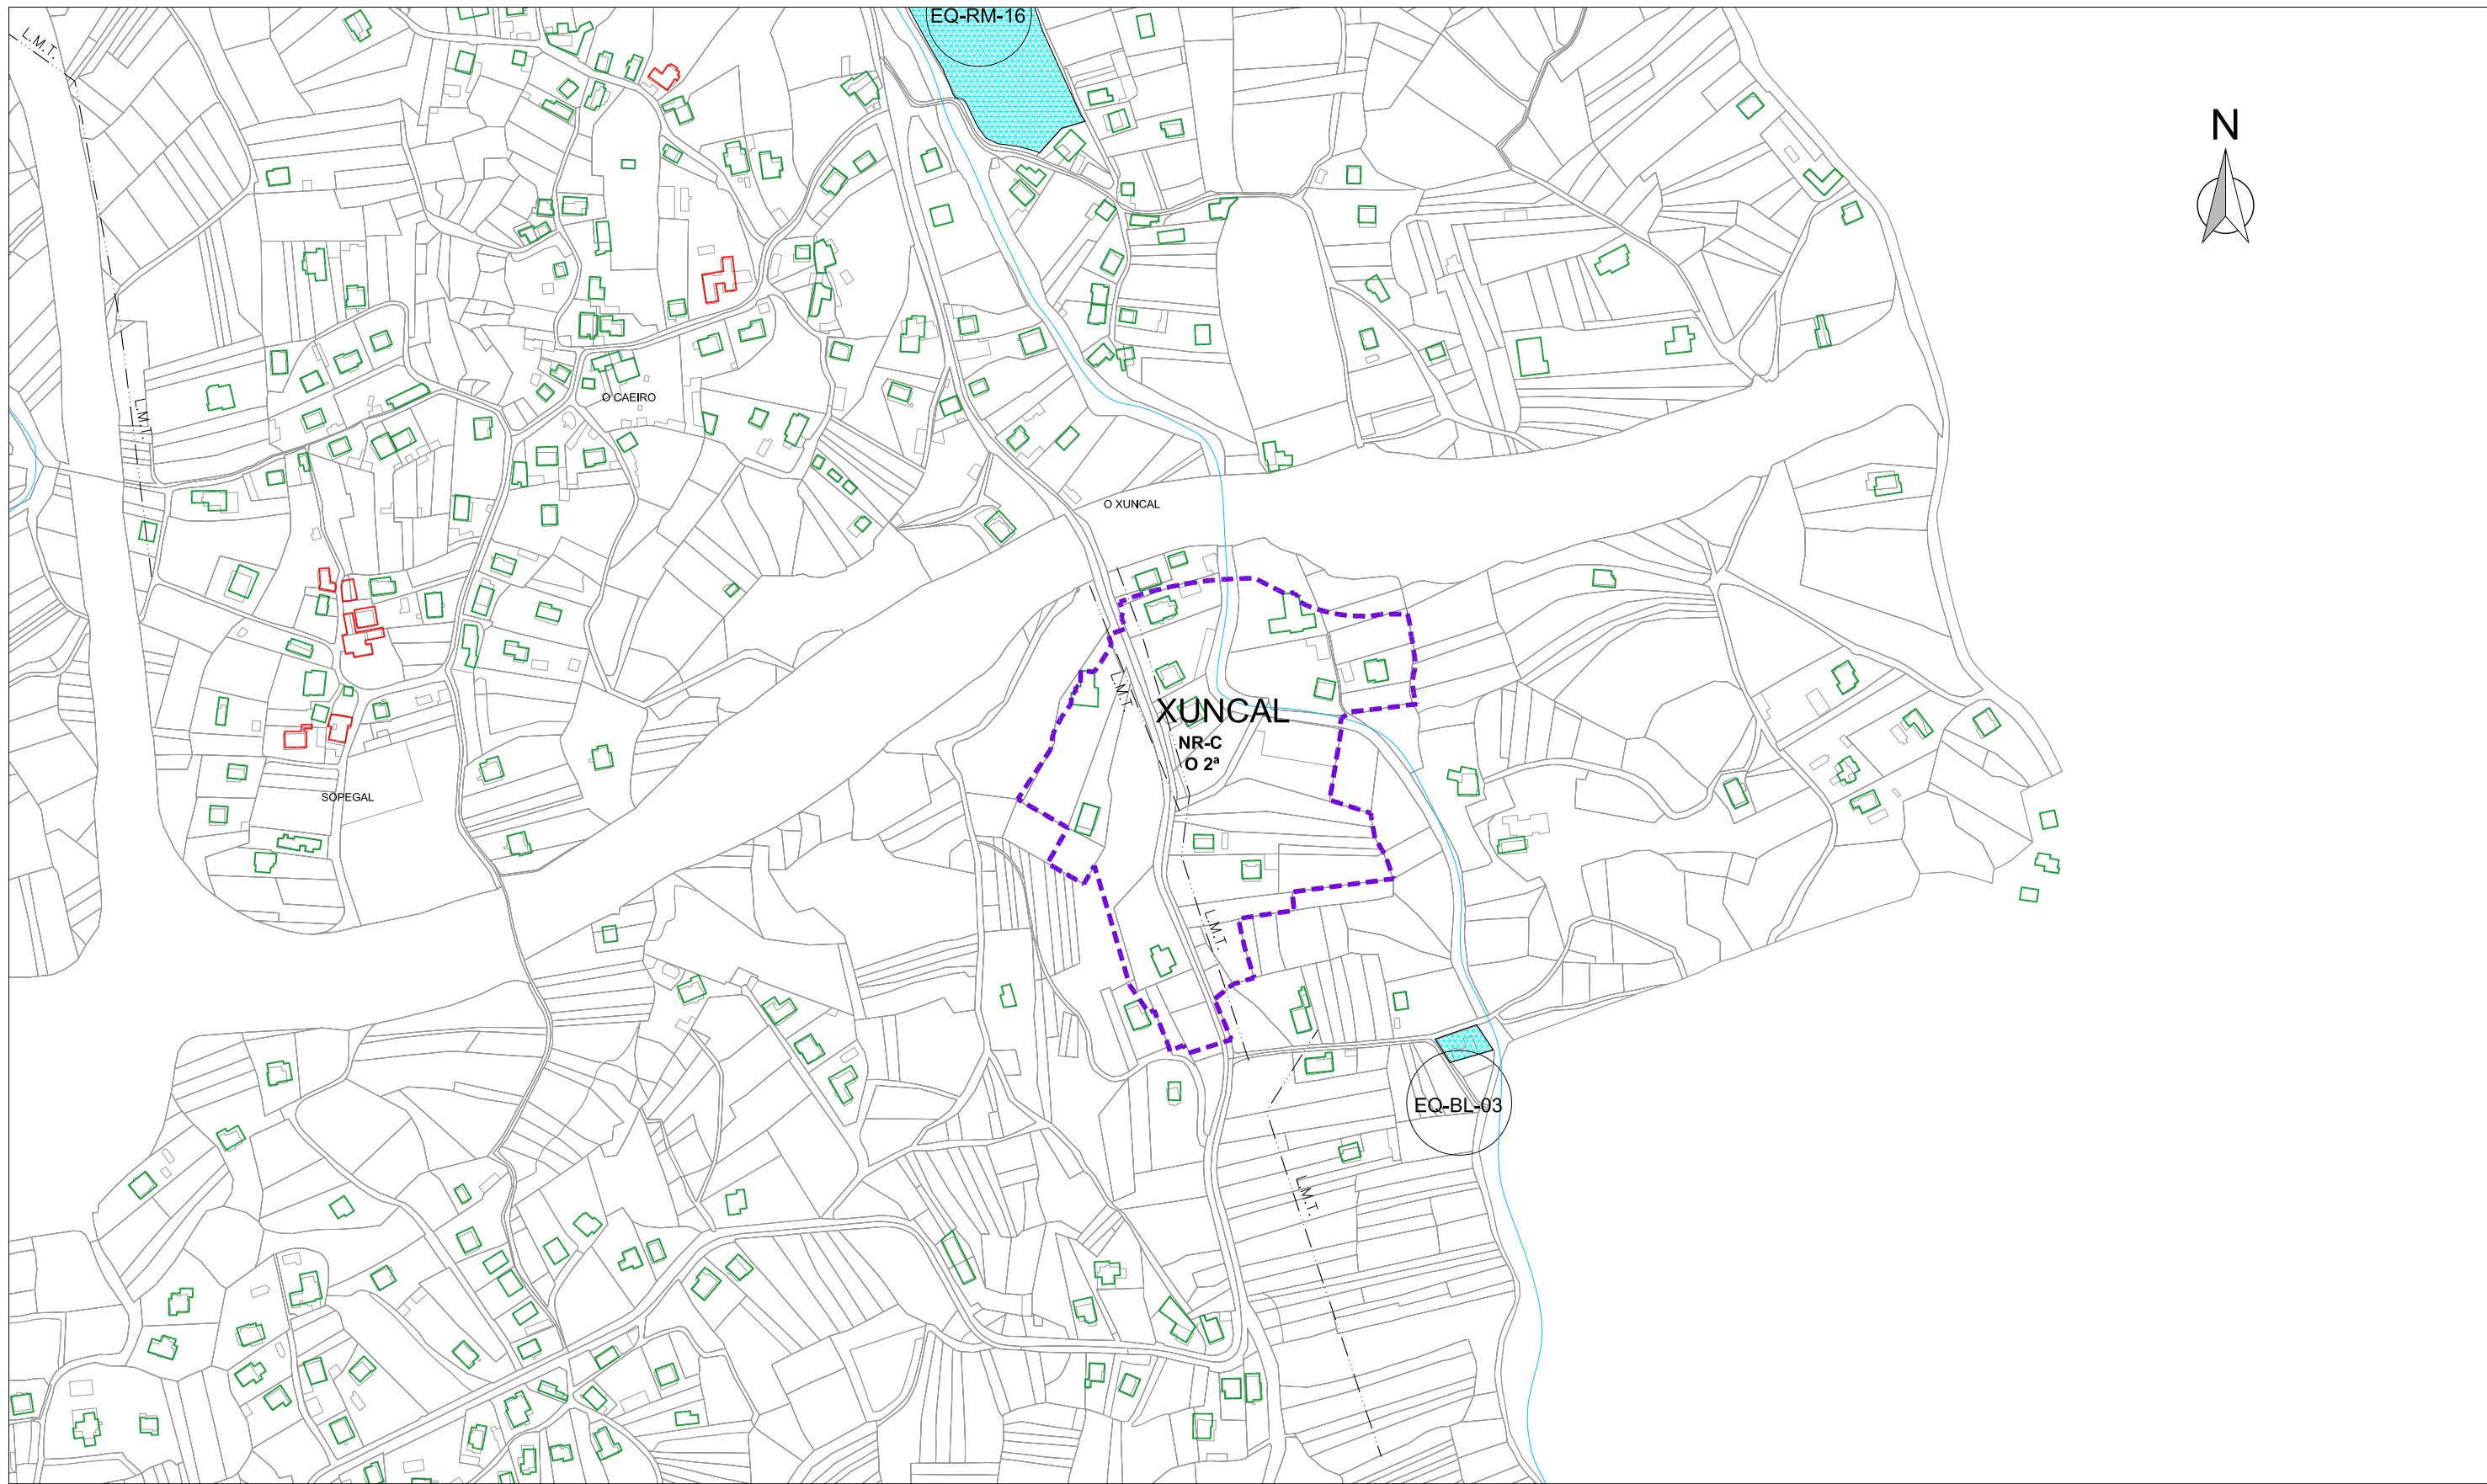 EQ-RM-16
L.M.T.
N
O CAEIRO
L.M.T.
O XUNCAL
L.M.T.
XUNCAL
NR-C
O 2ª
SOPEGAL
L.M.T.
EQ-BL-03
L.M.T.